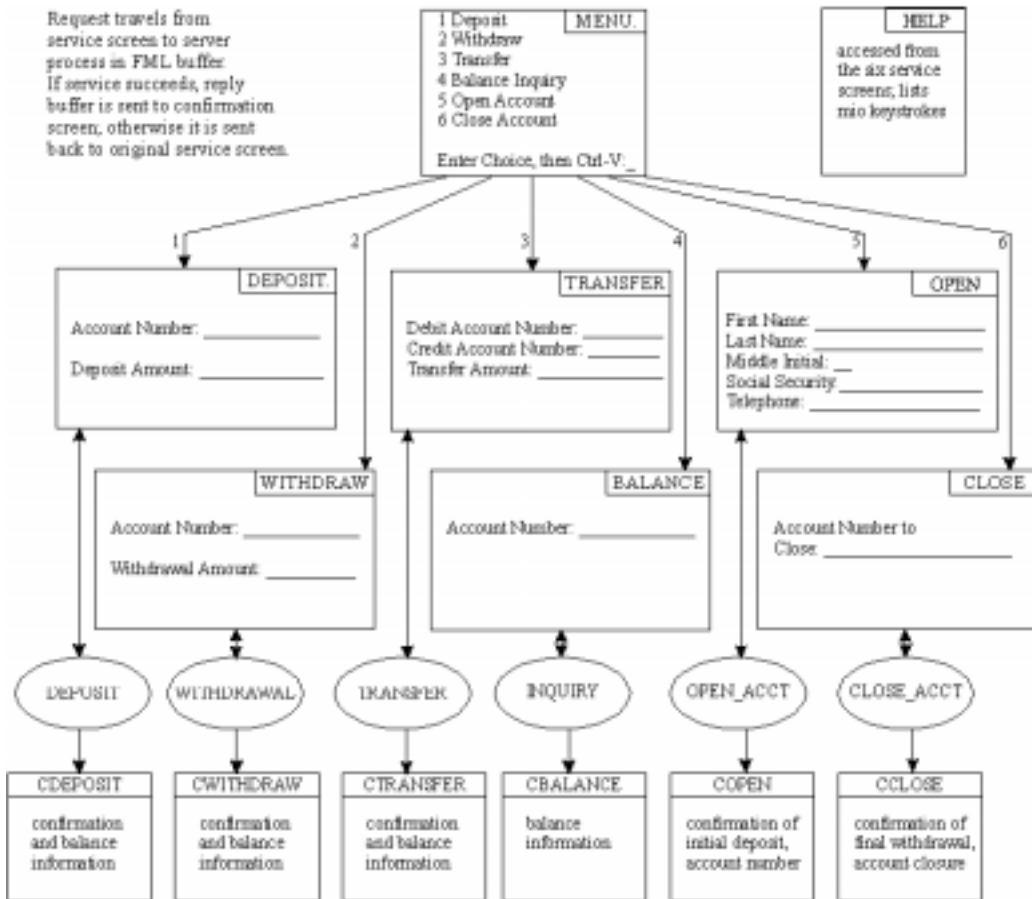 Request travels from
service screen to server
process in FML buffer.
If service succeeds, reply
buffer is sent to confirmation
screen; otherwise it is sent
back to original service screen.
MENU.
1 Deposit
2 Withdraw
3 Transfer
4 Balance Inquiry
5 Open Account
6 Close Account
Enter Choice, then Ctrl-V:_
HELP
accessed from
the six service
screens; lists
mio keystrokes
1
2
3
4
5
6
DEPOSIT.
Account Number:
Deposit Amount:
TRANSFER
Debit Account Number:
Credit Account Number:
Transfer Amount:
OPEN
First Name:
Last Name:
Middle Initial:
Social Security:
Telephone:
WITHDRAW
Account Number:
Withdrawal Amount:
BALANCE
Account Number:
CLOSE
Account Number to
Close:
DEPOSIT
WITHDRAWAL
TRANSFER
INQUIRY
OPEN_ACCT
CLOSE_ACCT
CDEPOSIT
confirmation
and balance
information
CWITHDRAW
confirmation
and balance
information
CTRANSFER
confirmation
and balance
information
CBALANCE
balance
information
COPEN
confirmation of
initial deposit,
account number
CCLOSE
confirmation of
final withdrawal,
account closure